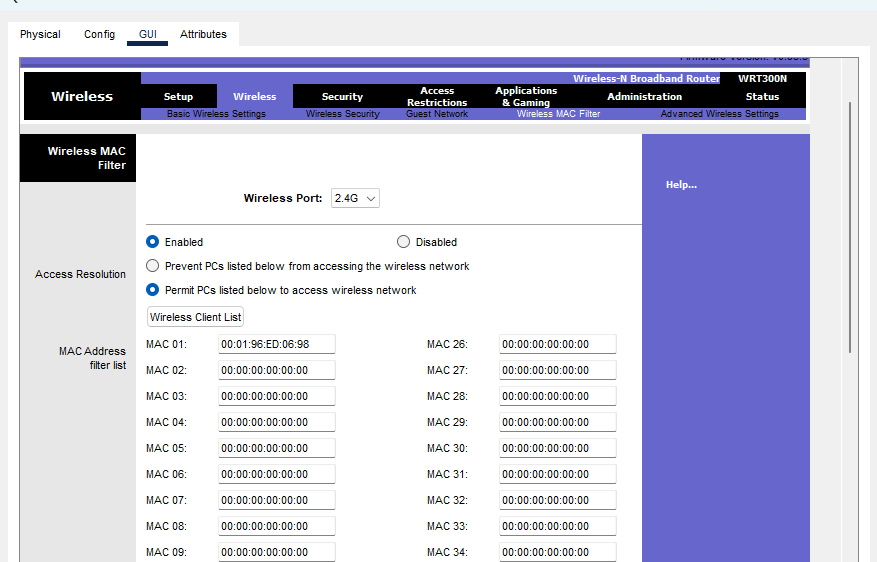 Physical Config GUI Attributes
Wireless-N Broadband Router WRT300N
Wireless
Setup Wireless Security Access Restrictions Applications & Gaming Administration Status
Basic Wireless Settings Wireless Security Guest Network Wireless MAC Filter Advanced Wireless Settings
Wireless MAC
Filter
Help...
Wireless Port: 2.4G
Enabled Disabled
Access Resolution
Prevent PCs listed below from accessing the wireless network
Permit PCs listed below to access wireless network
Wireless Client List
MAC Address
filter list
MAC 01: 00:01:96:ED:06:98 MAC 26: 00:00:00:00:00:00
MAC 02: 00:00:00:00:00:00 MAC 27: 00:00:00:00:00:00
MAC 03: 00:00:00:00:00:00 MAC 28: 00:00:00:00:00:00
MAC 04: 00:00:00:00:00:00 MAC 29: 00:00:00:00:00:00
MAC 05: 00:00:00:00:00:00 MAC 30: 00:00:00:00:00:00
MAC 06: 00:00:00:00:00:00 MAC 31: 00:00:00:00:00:00
MAC 07: 00:00:00:00:00:00 MAC 32: 00:00:00:00:00:00
MAC 08: 00:00:00:00:00:00 MAC 33: 00:00:00:00:00:00
MAC 09: 00:00:00:00:00:00 MAC 34: 00:00:00:00:00:00